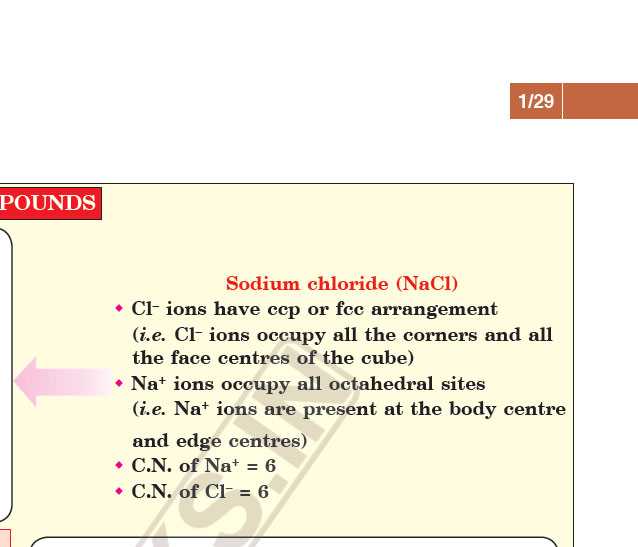 1/29
POUNDS
Sodium chloride (NaCl)
Cl⁻ ions have ccp or fcc arrangement
(i.e. Cl⁻ ions occupy all the corners and all
the face centres of the cube)
Na⁺ ions occupy all octahedral sites
(i.e. Na⁺ ions are present at the body centre
and edge centres)
C.N. of Na⁺ = 6
C.N. of Cl⁻ = 6
KS.IN